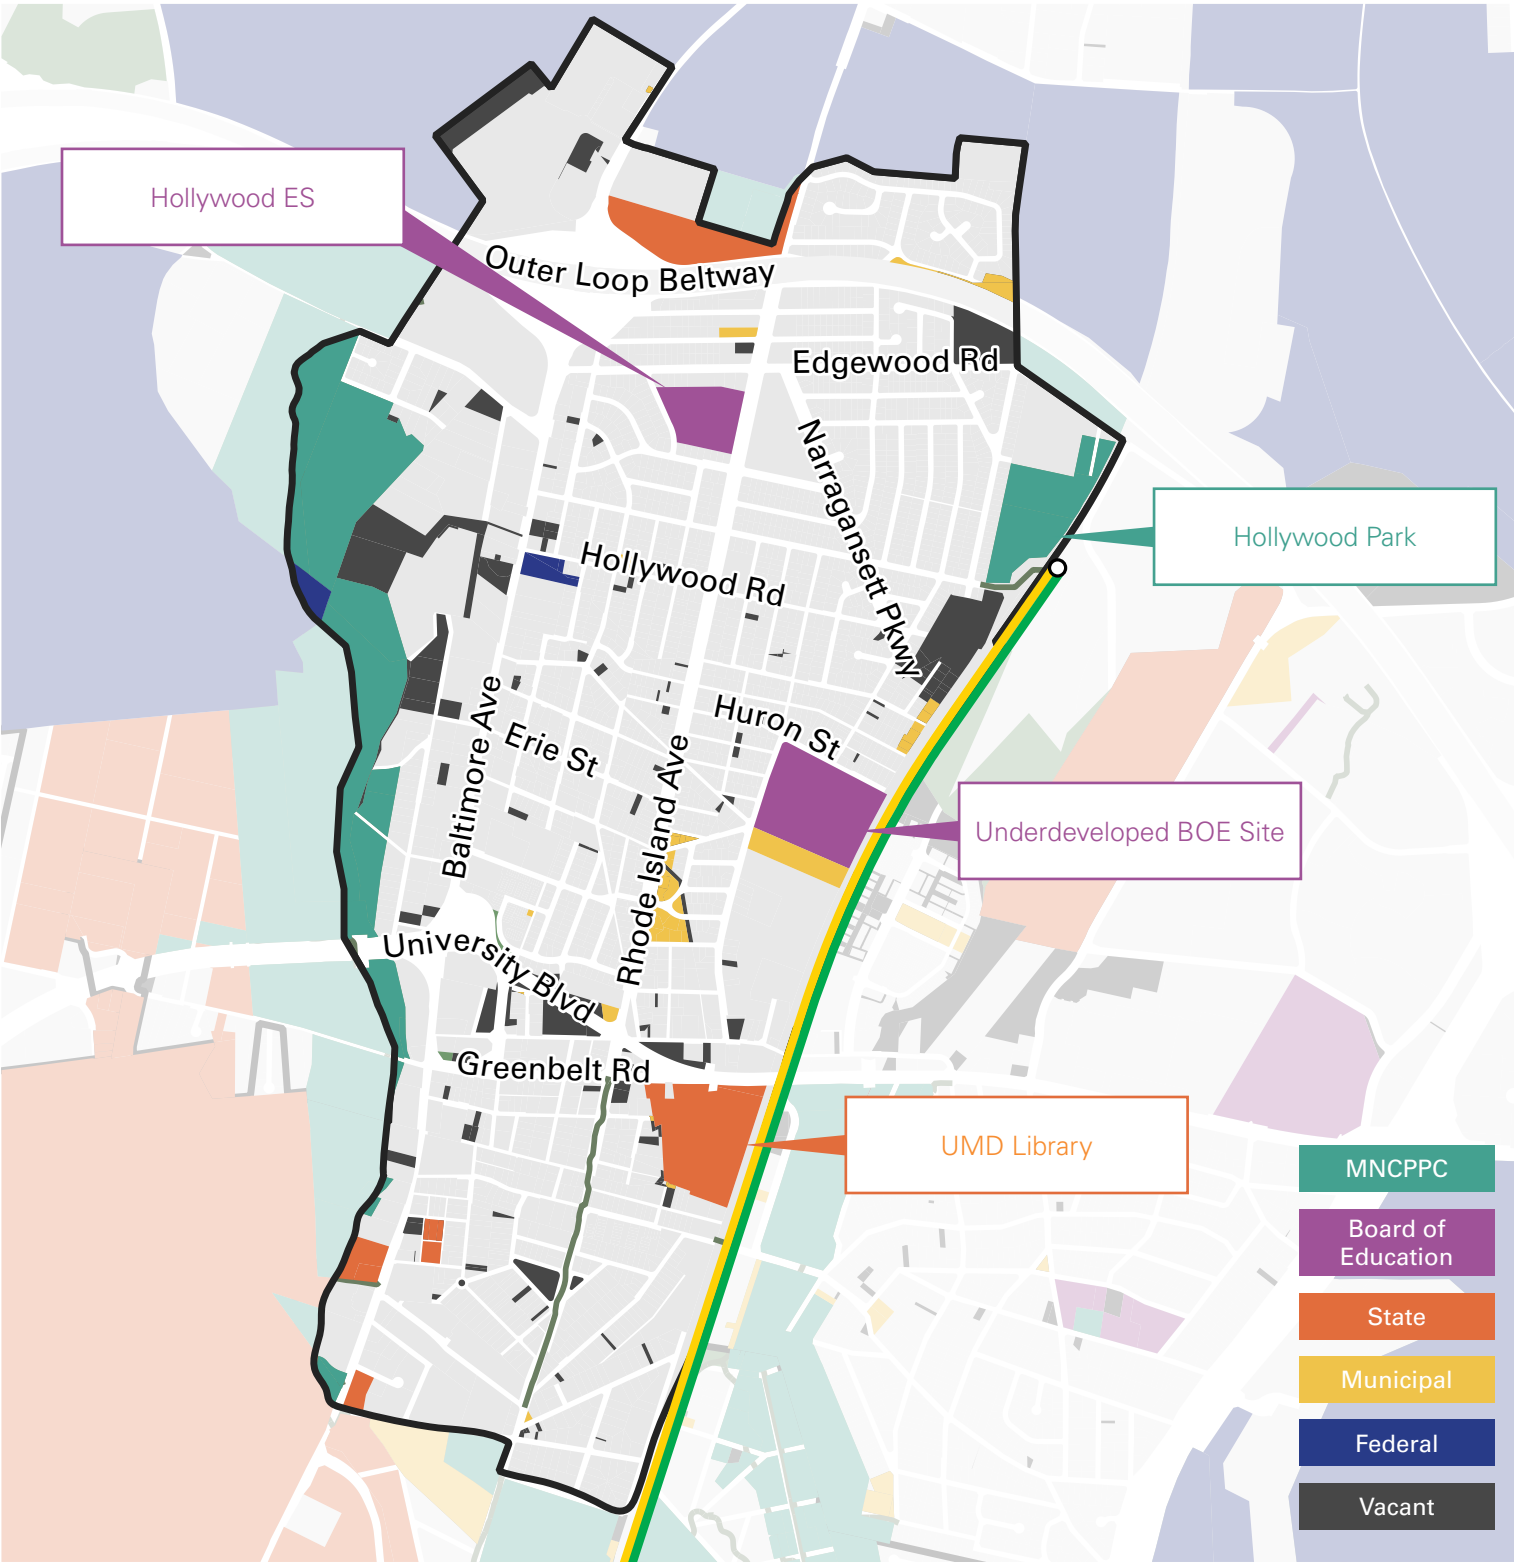 Hollywood ES
Outer Loop Beltway
Edgewood Rd
Narragansett Pkwy
Hollywood Park
Hollywood Rd
Baltimore Ave
Erie St
Huron St
Rhode Island Ave
Underdeveloped BOE Site
University Blvd
Greenbelt Rd
UMD Library
MNCPPC
Board of
Education
State
Municipal
Federal
Vacant